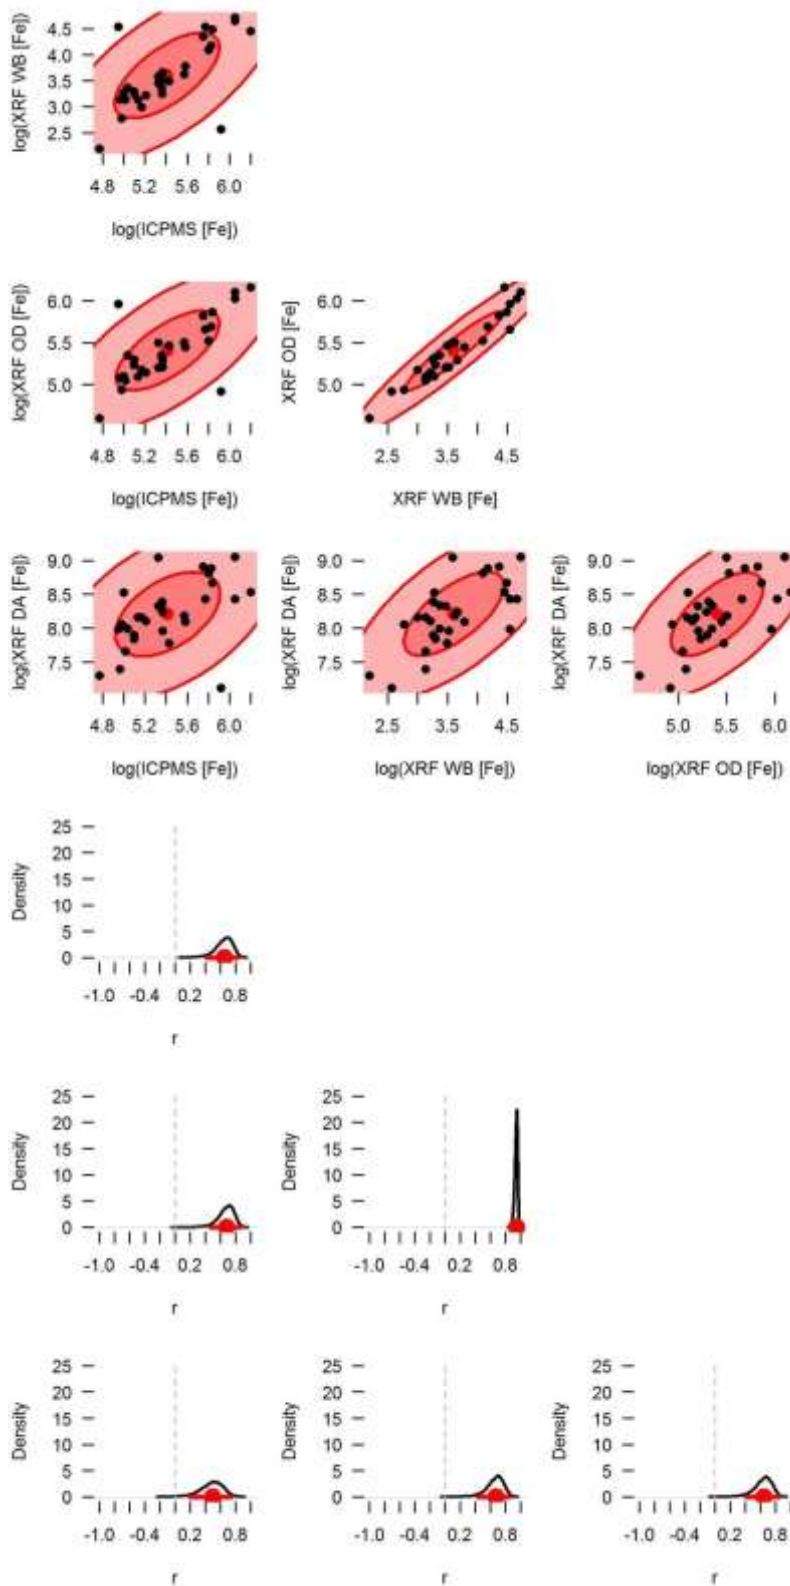 log(XRF WB [Fe])
4.5
4.0
3.5
3.0
2.5
4.8 5.2 5.6 6.0
log(ICPMS [Fe])
log(XRF OD [Fe])
6.0
5.5
5.0
4.8 5.2 5.6 6.0
log(ICPMS [Fe])
XRF OD [Fe]
6.0
5.5
5.0
2.5 3.5 4.5
XRF WB [Fe]
log(XRF DA [Fe])
9.0
8.5
8.0
7.5
4.8 5.2 5.6 6.0
log(ICPMS [Fe])
log(XRF DA [Fe])
9.0
8.5
8.0
7.5
2.5 3.5 4.5
log(XRF WB [Fe])
log(XRF DA [Fe])
9.0
8.5
8.0
7.5
5.0 5.5 6.0
log(XRF OD [Fe])
Density
25
20
15
10
5
0
-1.0 -0.4 0.2 0.8
r
Density
25
20
15
10
5
0
-1.0 -0.4 0.2 0.8
r
Density
25
20
15
10
5
0
-1.0 -0.4 0.2 0.8
r
Density
25
20
15
10
5
0
-1.0 -0.4 0.2 0.8
r
Density
25
20
15
10
5
0
-1.0 -0.4 0.2 0.8
r
Density
25
20
15
10
5
0
-1.0 -0.4 0.2 0.8
r